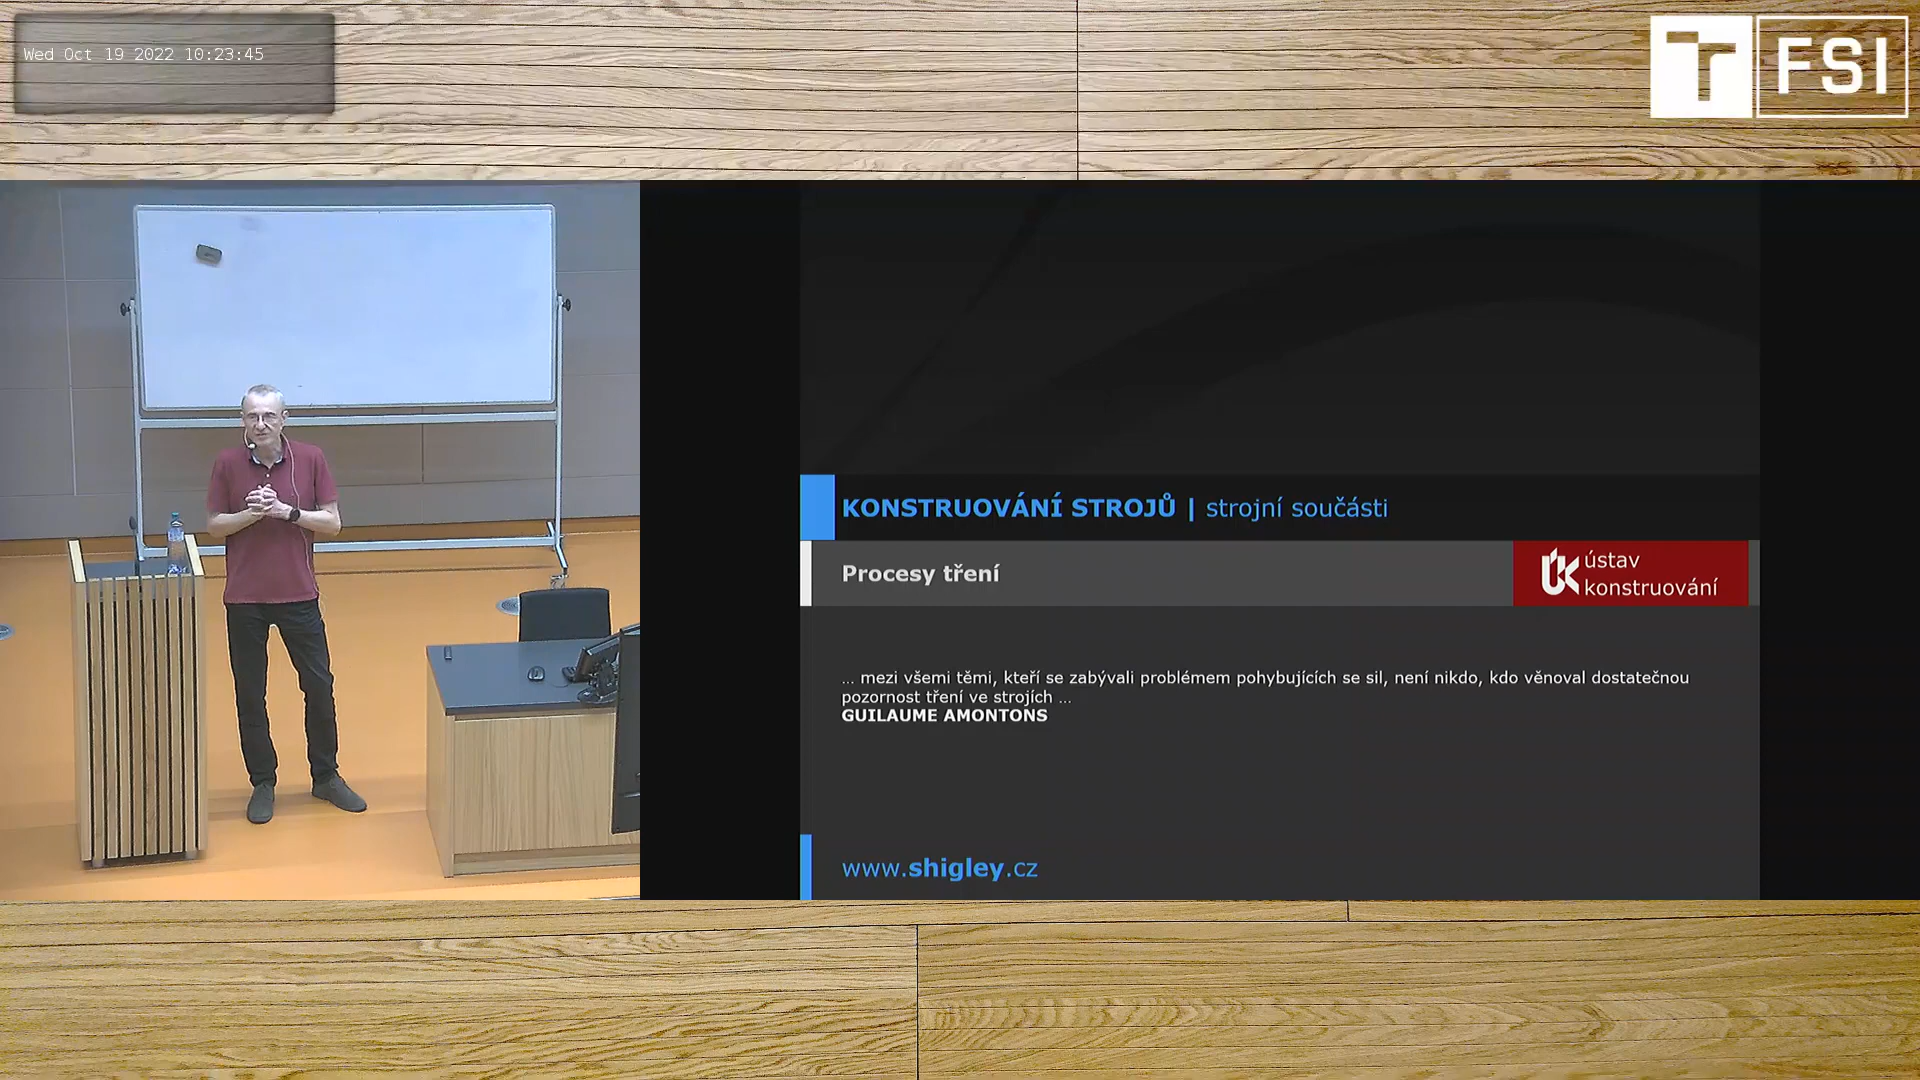 Wed Oct 19 2022 10:23:45
T FSI
KONSTRUOVÁNÍ STROJŮ | strojní součásti
Procesy tření
ÚK ústav
konstruování
... mezi všemi těmi, kteří se zabývali problémem pohybujících se sil, není nikdo, kdo věnoval dostatečnou
pozornost tření ve strojích ...
GUILAUME AMONTONS
www.shigley.cz